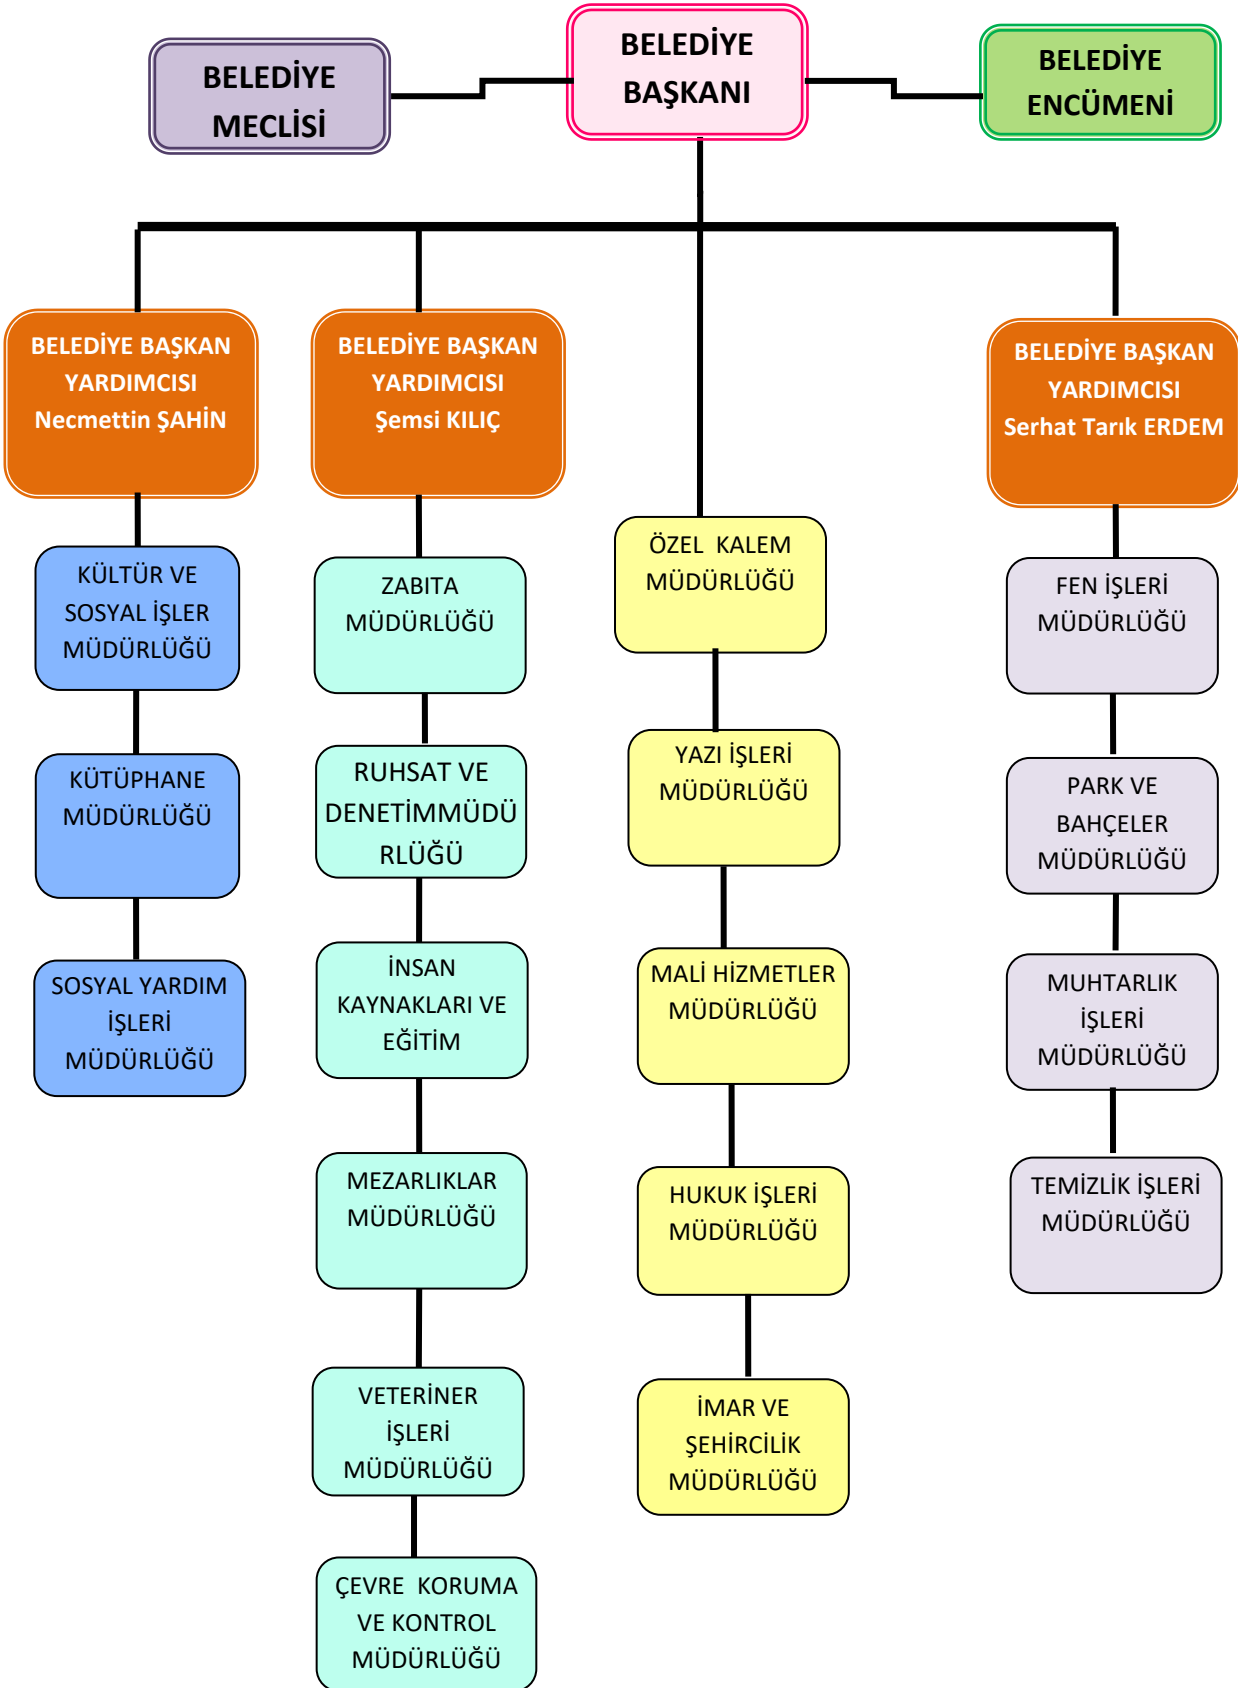 BELEDİYE
MECLİSİ
BELEDİYE
BAŞKANI
BELEDİYE
ENCÜMENİ
BELEDİYE BAŞKAN
YARDIMCISI
Necmettin ŞAHİN
KÜLTÜR VE
SOSYAL İŞLER
MÜDÜRLÜĞÜ
KÜTÜPHANE
MÜDÜRLÜĞÜ
SOSYAL YARDIM
İŞLERİ
MÜDÜRLÜĞÜ
BELEDİYE BAŞKAN
YARDIMCISI
Şemsi KILIÇ
ZABITA
MÜDÜRLÜĞÜ
RUHSAT VE
DENETİMMÜDÜ
RLÜĞÜ
İNSAN
KAYNAKLARI VE
EĞİTİM
MEZARLIKLAR
MÜDÜRLÜĞÜ
VETERİNER
İŞLERİ
MÜDÜRLÜĞÜ
ÇEVRE  KORUMA
VE KONTROL
MÜDÜRLÜĞÜ
ÖZEL  KALEM
MÜDÜRLÜĞÜ
YAZI İŞLERİ
MÜDÜRLÜĞÜ
MALİ HİZMETLER
MÜDÜRLÜĞÜ
HUKUK İŞLERİ
MÜDÜRLÜĞÜ
İMAR VE
ŞEHİRCİLİK
MÜDÜRLÜĞÜ
BELEDİYE BAŞKAN
YARDIMCISI
Serhat Tarık ERDEM
FEN İŞLERİ
MÜDÜRLÜĞÜ
PARK VE
BAHÇELER
MÜDÜRLÜĞÜ
MUHTARLIK
İŞLERİ
MÜDÜRLÜĞÜ
TEMİZLİK İŞLERİ
MÜDÜRLÜĞÜ